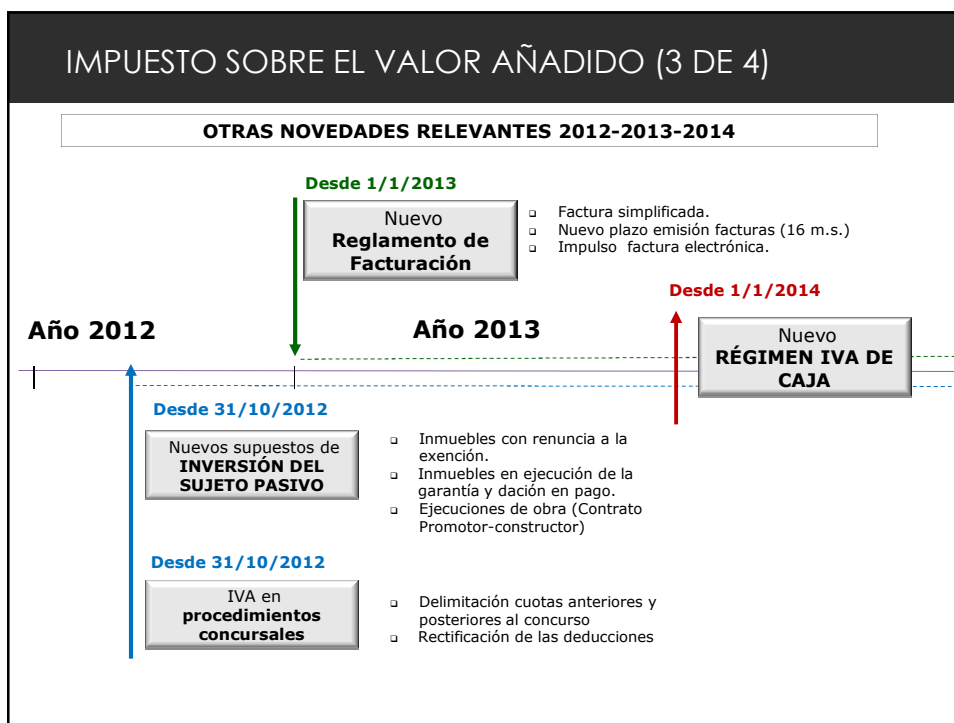 IMPUESTO SOBRE EL VALOR AÑADIDO (3 DE 4)
OTRAS NOVEDADES RELEVANTES 2012-2013-2014
Desde 1/1/2013
Nuevo
Reglamento de
Facturación
Factura simplificada.
Nuevo plazo emisión facturas (16 m.s.)
Impulso factura electrónica.
Desde 1/1/2014
Nuevo
RÉGIMEN IVA DE
CAJA
Año 2012
Año 2013
Desde 31/10/2012
Nuevos supuestos de
INVERSIÓN DEL
SUJETO PASIVO
Inmuebles con renuncia a la
exención.
Inmuebles en ejecución de la
garantía y dación en pago.
Ejecuciones de obra (Contrato
Promotor-constructor)
Desde 31/10/2012
IVA en
procedimientos
concursales
Delimitación cuotas anteriores y
posteriores al concurso
Rectificación de las deducciones